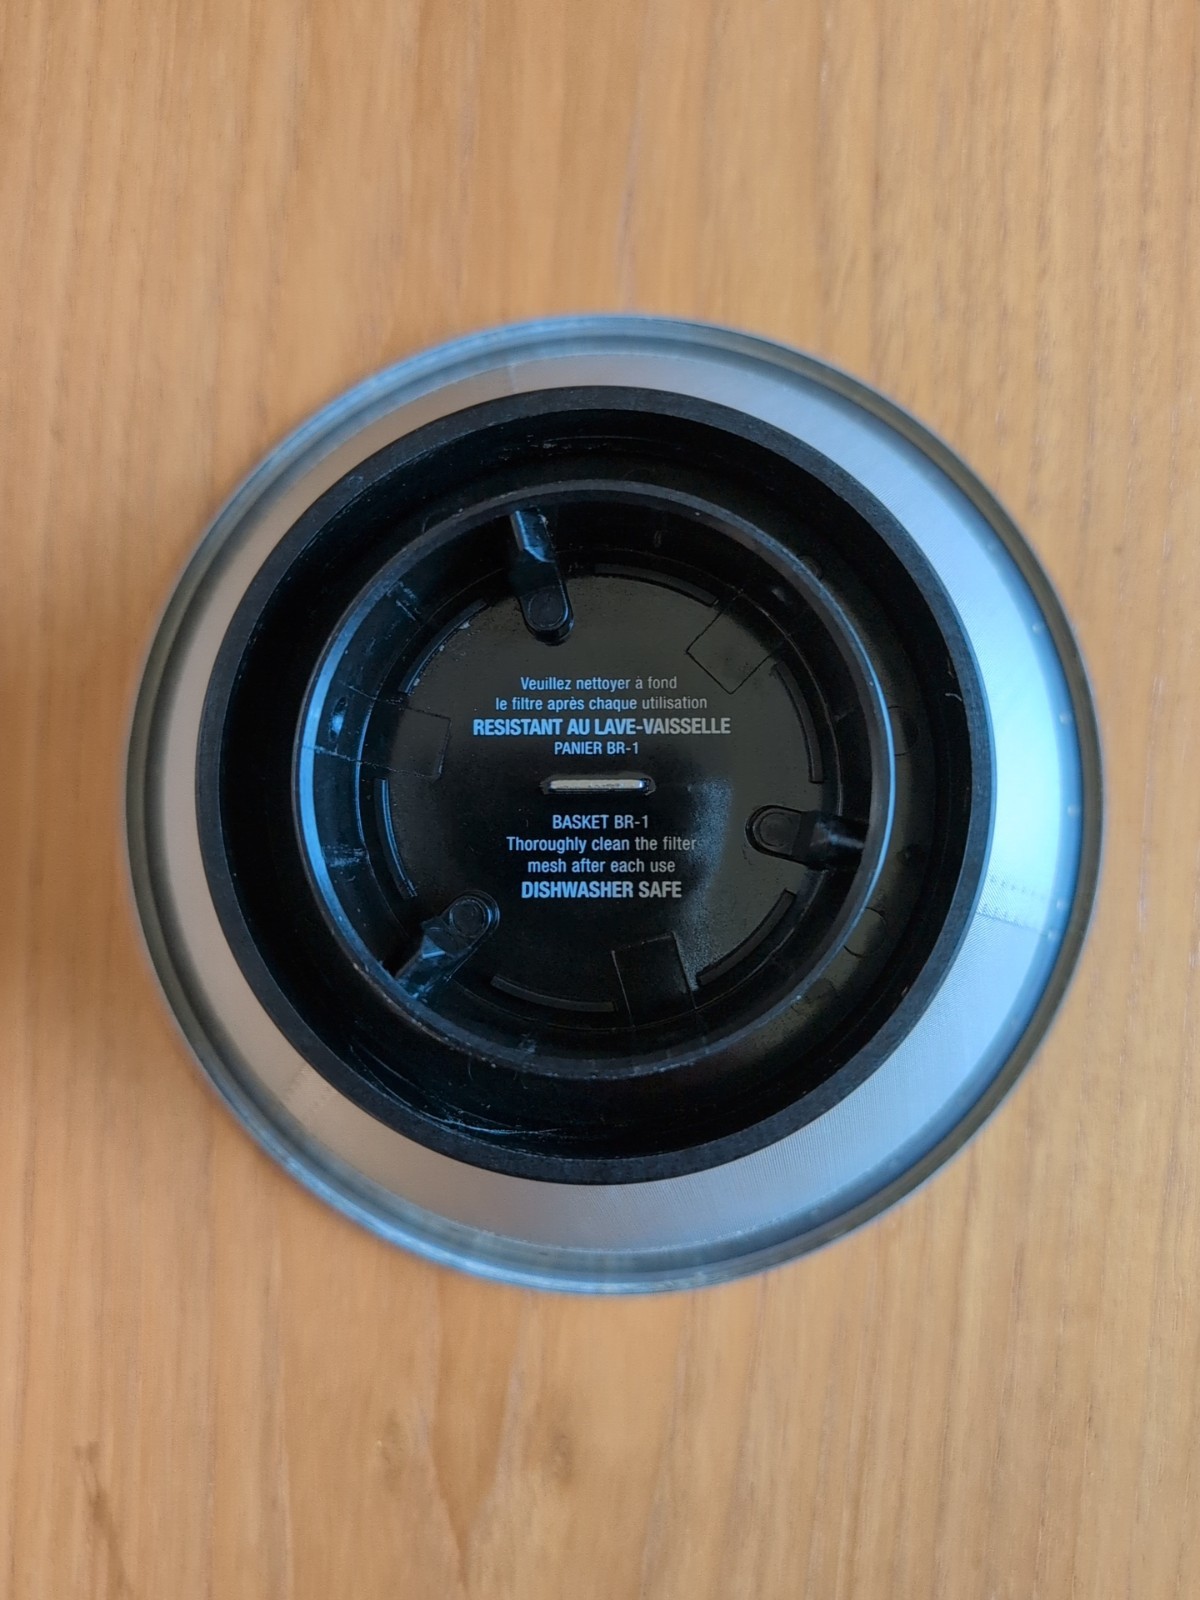 Veuillez nettoyer à fond
le filtre après chaque utilisation
RESISTANT AU LAVE-VAISSELLE
PANIER BR-1
BASKET BR-1
Thoroughly clean the filter
mesh after each use
DISHWASHER SAFE